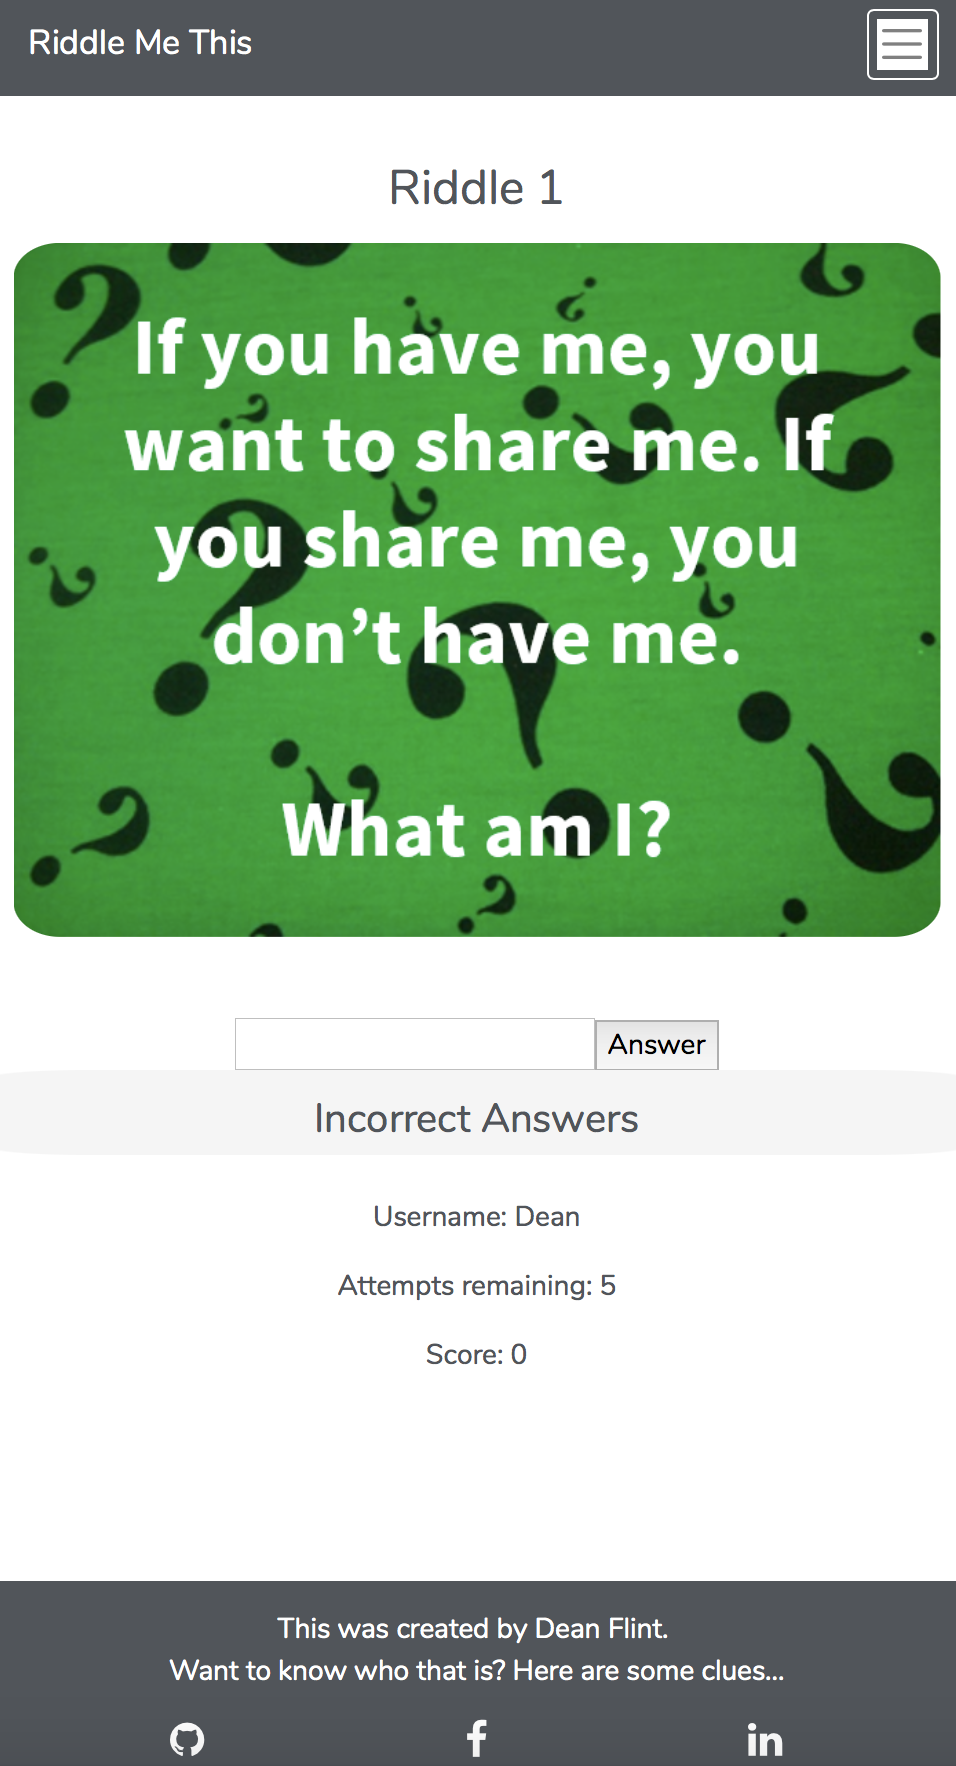 Riddle Me This
Riddle 1
If you have me, you
want to share me. If
you share me, you
don’t have me.
What am I?
Answer
Incorrect Answers
Username: Dean
Attempts remaining: 5
Score: 0
This was created by Dean Flint.
Want to know who that is? Here are some clues...